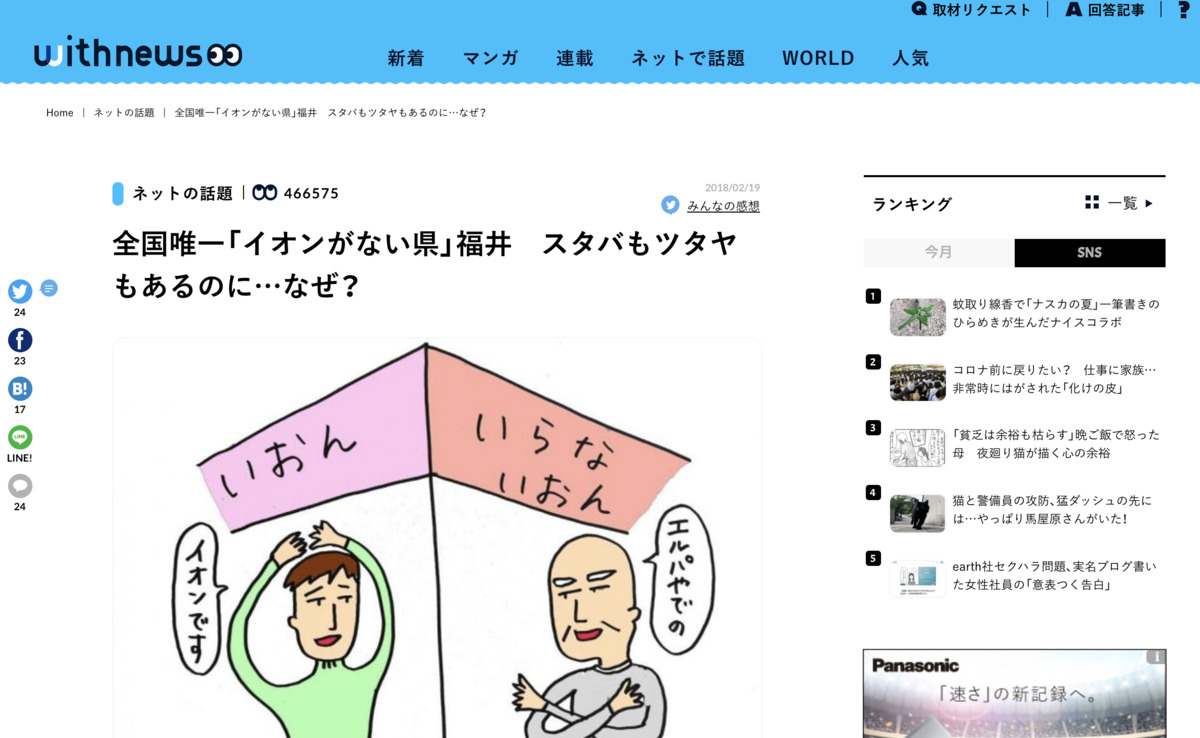 取材リクエスト
回答記事
withnews
新着
マンガ
連載
ネットで話題
WORLD
人気
Home | ネットの話題 | 全国唯一「イオンがない県」福井　スタバもツタヤもあるのに…なぜ?
ネットの話題 | 466575
2018/02/19
みんなの感想
全国唯一「イオンがない県」福井　スタバもツタヤ
もあるのに…なぜ?
24
23
B!
17
LINE
LINE!
24
いおん
いらな
いおん
イオンです
エルパやでの
ランキング
一覧
今月
SNS
1
蚊取り線香で「ナスカの夏」一筆書きの
ひらめきが生んだナイスコラボ
2
コロナ前に戻りたい?　仕事に家族…
非常時にはがされた「化けの皮」
3
「貧乏は余裕も枯らす」晩ご飯で怒った
母　夜廻り猫が描く心の余裕
4
猫と警備員の攻防、猛ダッシュの先に
は…やっぱり馬屋原さんがいた!
5
earth社セクハラ問題、実名ブログ書い
た女性社員の「意表つく告白」
Panasonic
「速さ」の新記録へ。